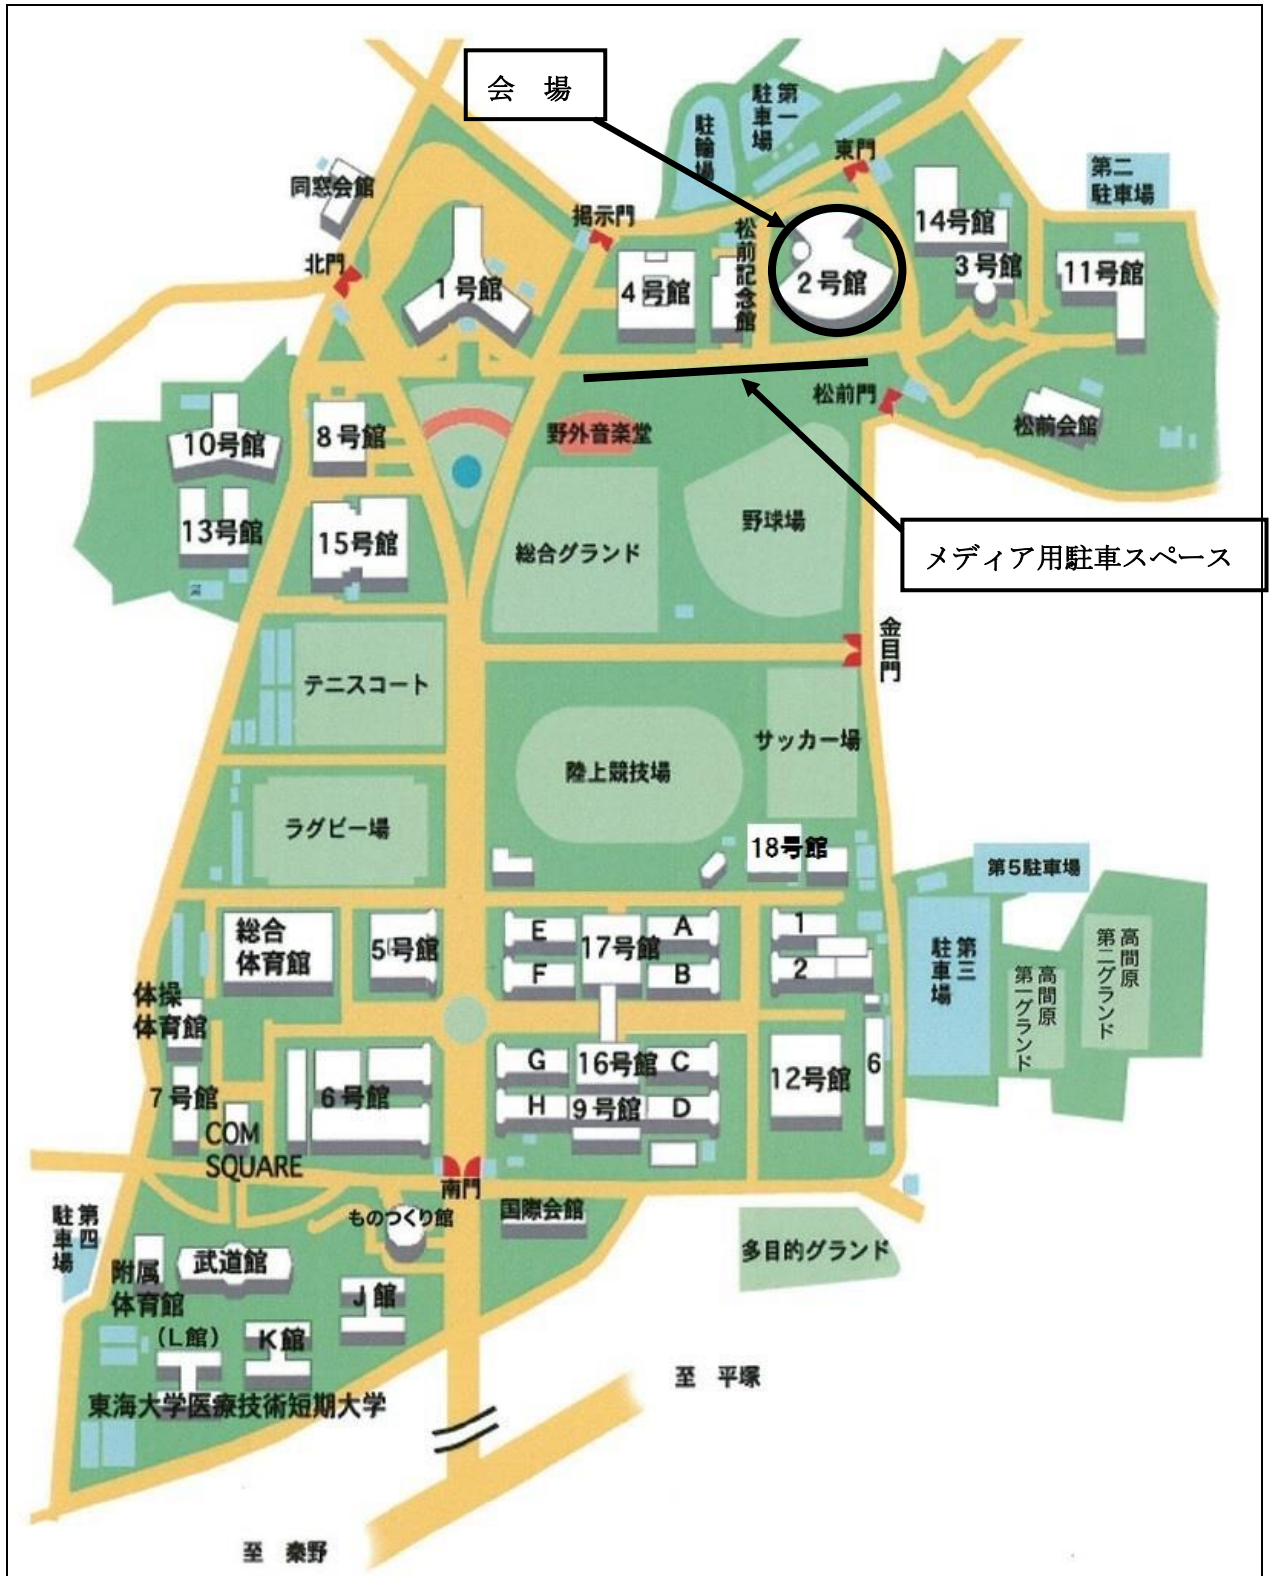 会　場
第一
駐車場
駐輪場
東門
第二
駐車場
同窓会館
掲示門
松前記念館
14号館
北門
1号館
4号館
2号館
3号館
11号館
松前門
松前会館
10号館
8号館
野外音楽堂
野球場
13号館
15号館
総合グランド
メディア用駐車スペース
金目門
テニスコート
サッカー場
陸上競技場
ラグビー場
18号館
第5駐車場
総合
体育館
5号館
E
17号館
A
1
F
B
2
第三
駐車場
高間原
第二グランド
高間原
第一グランド
体操
体育館
G
16号館
C
12号館
6
7号館
6号館
H
9号館
D
COM
SQUARE
南門
第四
駐車場
ものつくり館
国際会館
多目的グランド
附属
体育館
武道館
J館
(L館)
K館
東海大学医療技術短期大学
至　平塚
至　秦野